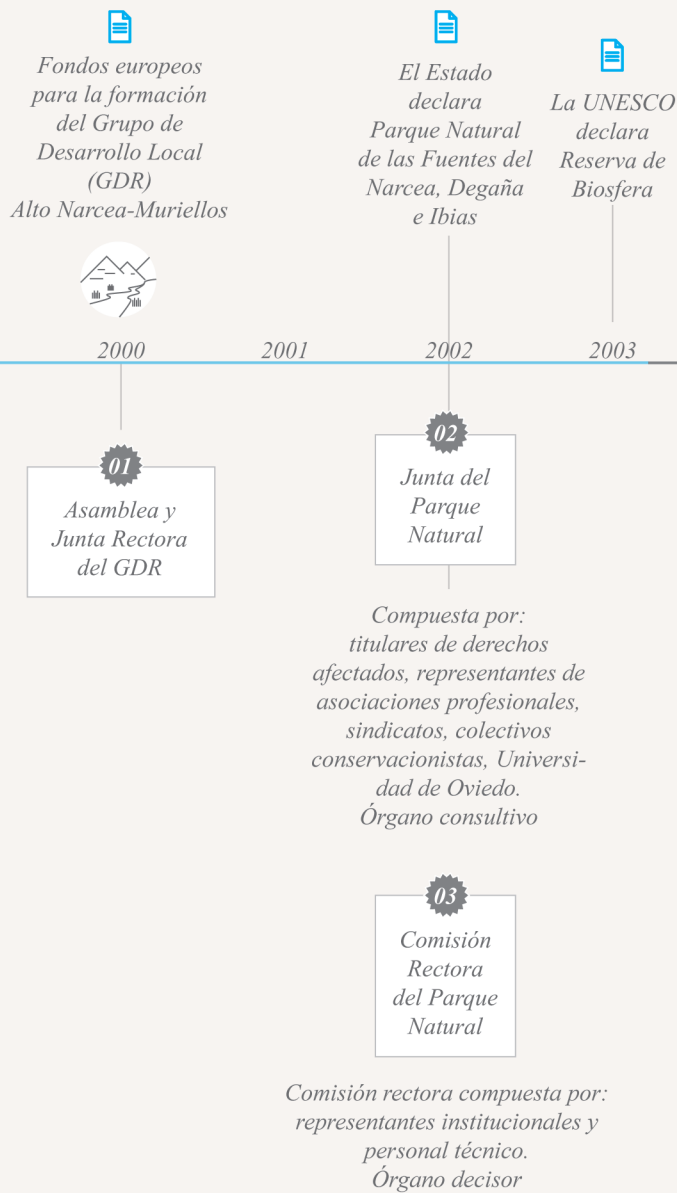 Fondos europeos
para la formación
del Grupo de
Desarrollo Local
(GDR)
Alto Narcea-Muriellos
El Estado
declara
Parque Natural
de las Fuentes del
Narcea, Degaña
e Ibias
La UNESCO
declara
Reserva de
Biosfera
2000
2001
2002
2003
01
Asamblea y
Junta Rectora
del GDR
02
Junta del
Parque
Natural
Compuesta por:
titulares de derechos
afectados, representantes de
asociaciones profesionales,
sindicatos, colectivos
conservacionistas, Universi-
dad de Oviedo.
Órgano consultivo
03
Comisión
Rectora
del Parque
Natural
Comisión rectora compuesta por:
representantes institucionales y
personal técnico.
Órgano decisor